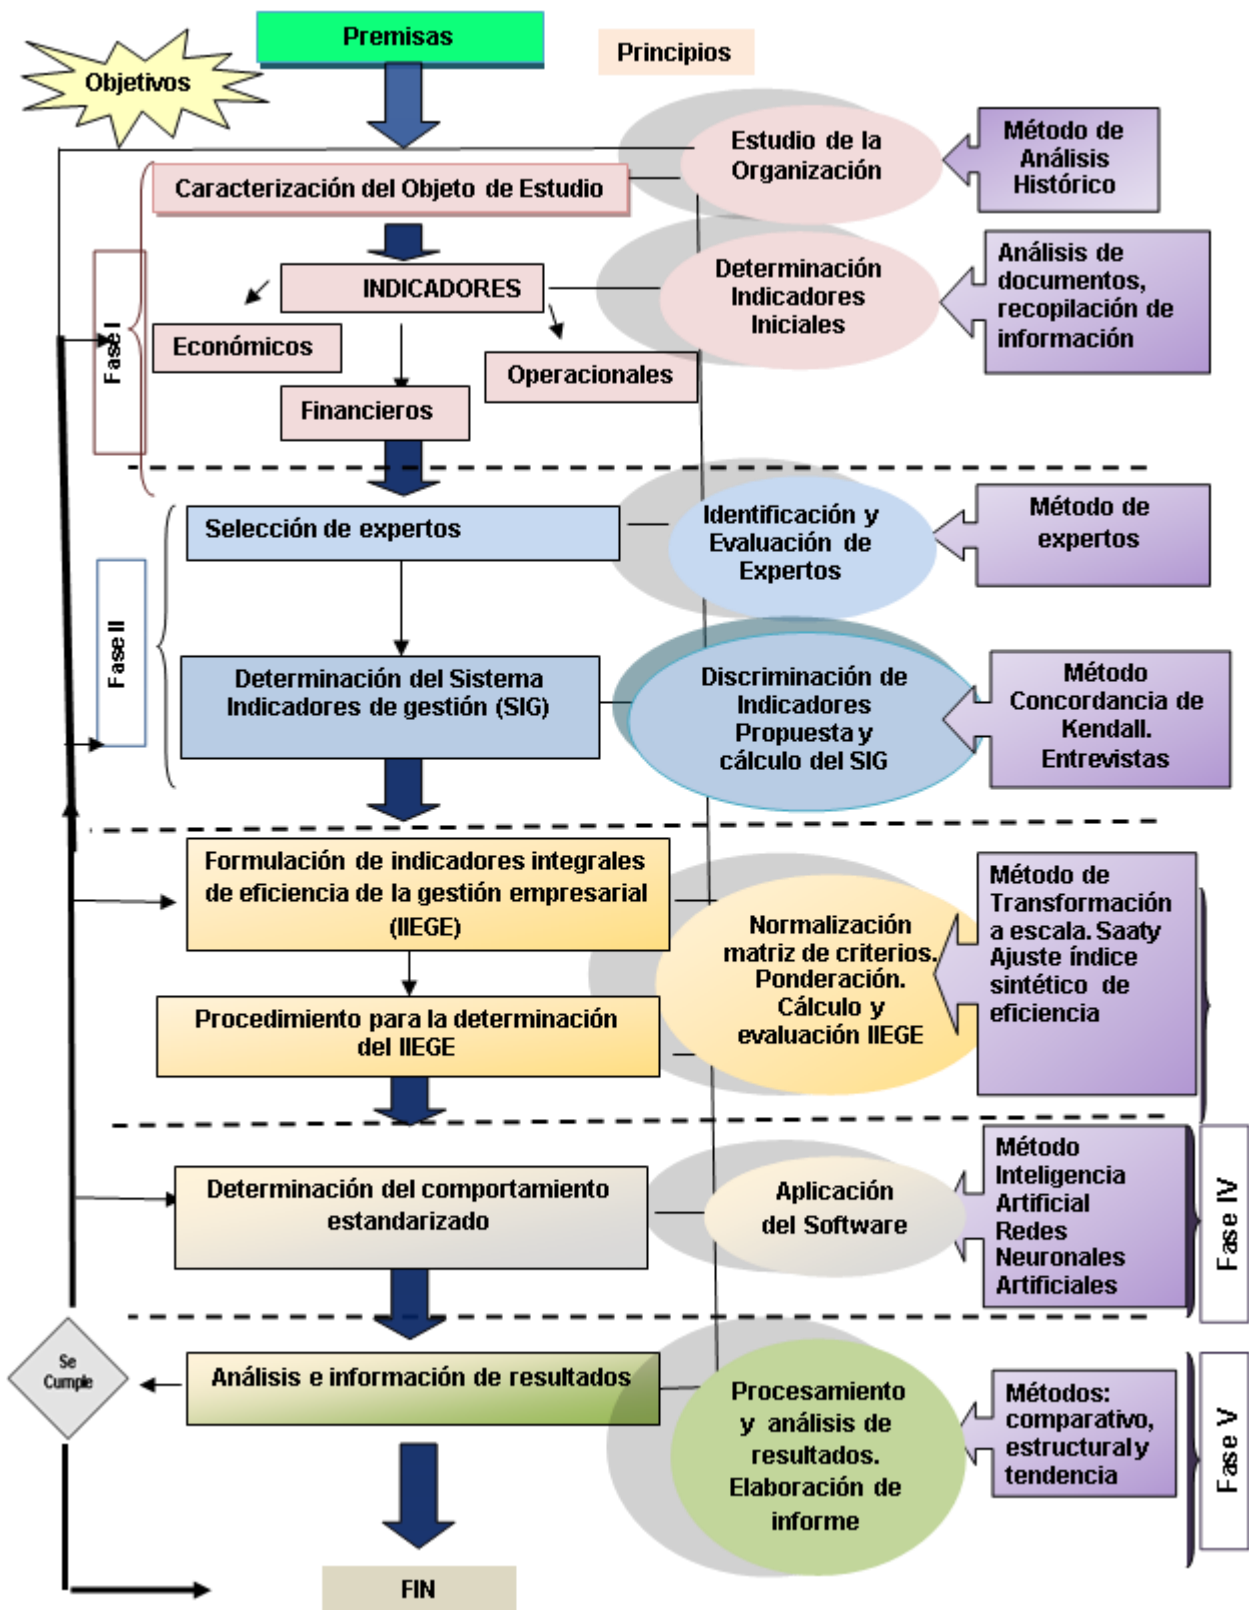 Premisas
Principios
Objetivos
Estudio de la
Organización
Método de
Análisis
Histórico
Caracterización del Objeto de Estudio
Fase I
INDICADORES
Económicos
Operacionales
Financieros
Determinación
Indicadores
Iniciales
Análisis de
documentos,
recopilación de
información
Fase II
Selección de expertos
Identificación y
Evaluación de
Expertos
Método de
expertos
Determinación del Sistema
Indicadores de gestión (SIG)
Discriminación de
Indicadores
Propuesta y
cálculo del SIG
Método
Concordancia de
Kendall.
Entrevistas
Formulación de indicadores integrales
de eficiencia de la gestión empresarial
(IIEGE)
Procedimiento para la determinación
del IIEGE
Normalización
matriz de criterios.
Ponderación.
Cálculo y
evaluación IIEGE
Método de
Transformación
a escala. Saaty
Ajuste índice
sintético de
eficiencia
Determinación del comportamiento
estandarizado
Aplicación
del Software
Método
Inteligencia
Artificial
Redes
Neuronales
Artificiales
Fase IV
Se
Cumple
Análisis e información de resultados
Procesamiento
y análisis de
resultados.
Elaboración de
informe
Métodos:
comparativo,
estructural y
tendencia
Fase V
FIN